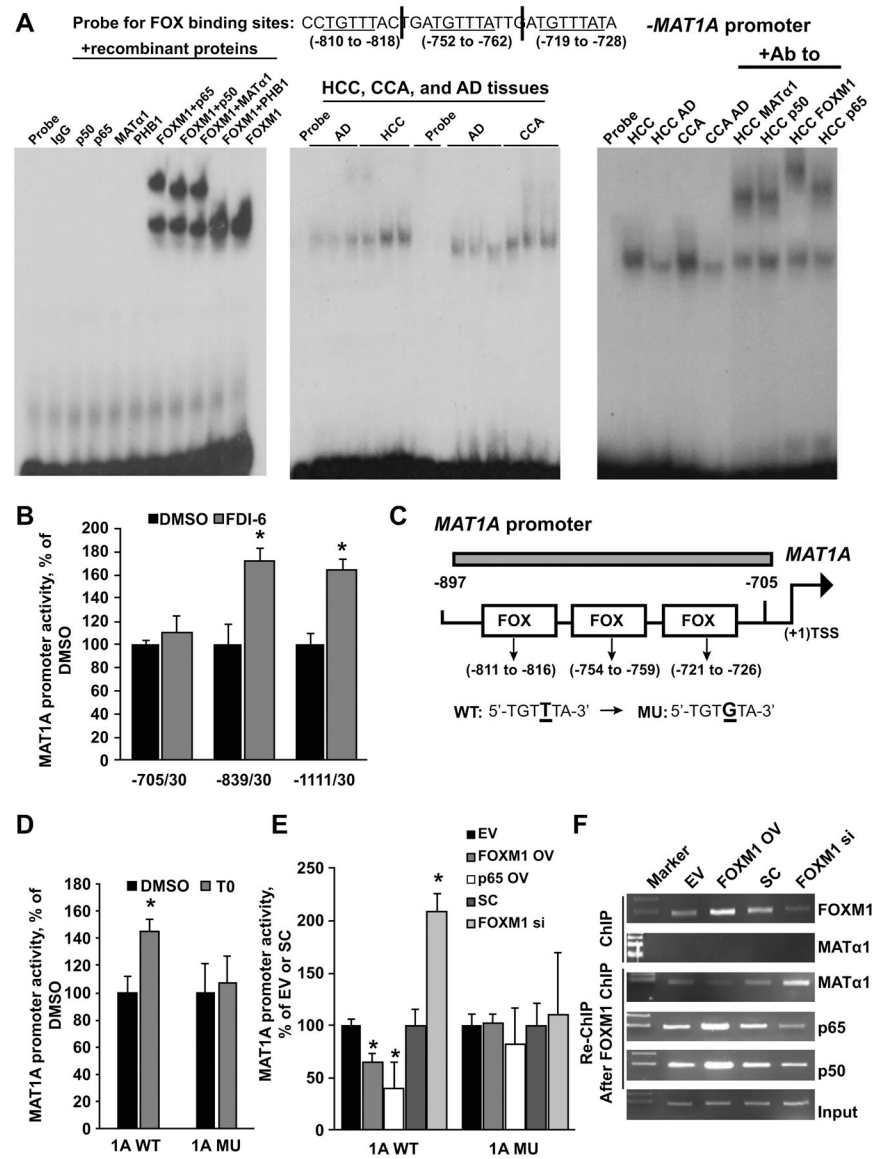 A
Probe for FOX binding sites: CCTGTTTACTGATGTTTATTGATGTTTATA
(-810 to -818) (-752 to -762) (-719 to -728)
-MAT1A promoter
+recombinant proteins
Probe
IgG
p50
p65
MATα1
PHB1
FOXM1+p65
FOXM1+p50
FOXM1+MATα1
FOXM1+PHB1
FOXM1
HCC, CCA, and AD tissues
Probe
AD
HCC
Probe
AD
CCA
+Ab to
Probe
HCC
HCC AD
CCA
CCA AD
HCC MATα1
HCC p50
HCC FOXM1
HCC p65
B
MAT1A promoter activity, % of
DMSO
DMSO FDI-6
200
180
160
140
120
100
80
60
40
20
0
*
*
-705/30 -839/30 -1111/30
C
MAT1A promoter
MAT1A
-897 -705
FOX FOX FOX
(+1)TSS
(-811 to -816) (-754 to -759) (-721 to -726)
WT: 5'-TGTTTA-3' MU: 5'-TGTGTA-3'
D
MAT1A promoter activity, % of
DMSO
DMSO T0
180
160
140
120
100
80
60
40
20
0
*
1A WT 1A MU
E
MAT1A promoter activity,
% of EV or SC
EV
FOXM1 OV
p65 OV
SC
FOXM1 si
250
200
150
100
50
0
*
*
*
1A WT 1A MU
F
Marker
EV
FOXM1 OV
SC
FOXM1 si
ChIP
FOXM1
MATα1
Re-ChIP
After FOXM1 ChIP
MATα1
p65
p50
Input